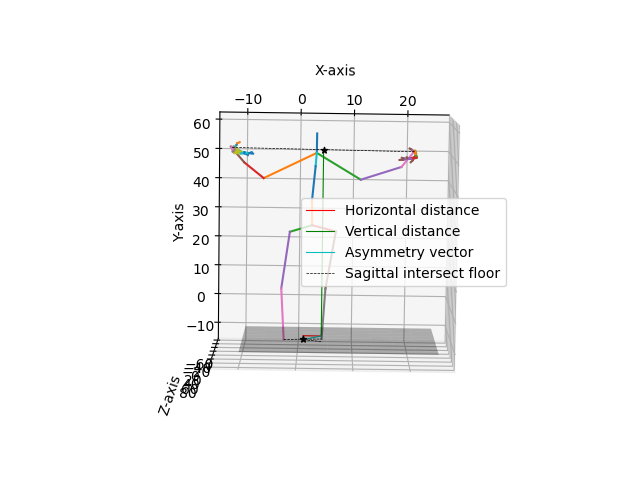 X-axis
−10 0 10 20
60
50
40
30
20
10
0
−10
Y-axis
Horizontal distance
Vertical distance
Asymmetry vector
Sagittal intersect floor
Z-axis